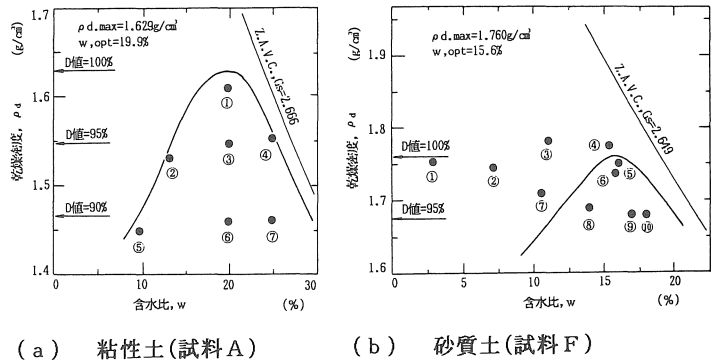 ρd.max=1.629g/cm³
w,opt=19.9%
(g/cm³)
乾燥密度, ρd
1.7
1.6
1.5
1.4
D値=100%
D値=95%
D値=90%
Z.A.V.C.,Gs=2.666
①
②
③
④
⑤
⑥
⑦
0
10
20
30
含水比, w
(%)
(a) 粘性土(試料A)
ρd.max=1.760g/cm³
w,opt=15.6%
(g/cm³)
乾燥密度, ρd
2.0
1.9
1.8
1.7
1.6
D値=100%
D値=95%
Z.A.V.C.,Gs=2.649
①
②
③
④
⑤
⑥
⑦
⑧
⑨
⑩
0
5
10
15
20
含水比, w
(%)
(b) 砂質土(試料F)